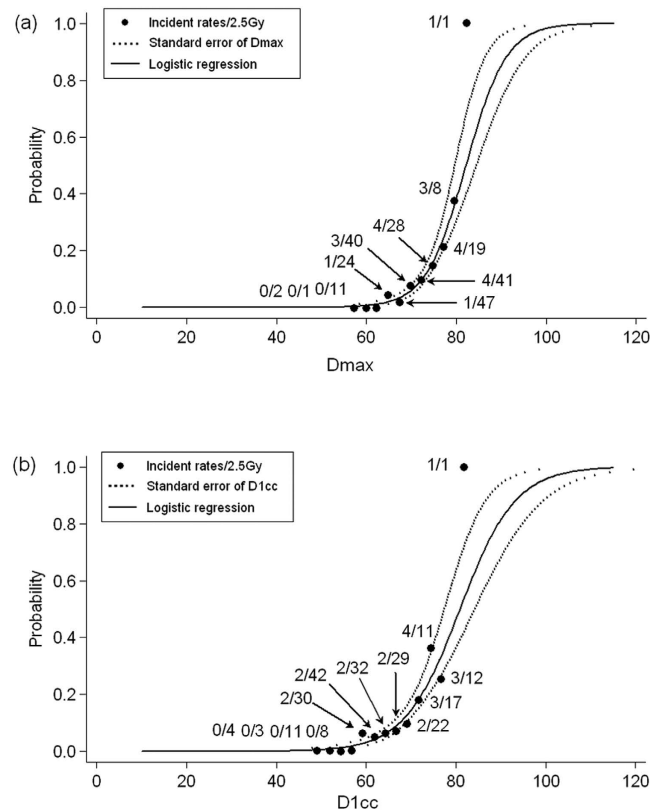 (a)
Incident rates/2.5Gy
Standard error of Dmax
Logistic regression
1/1
3/8
4/28
3/40
4/19
1/24
4/41
0/2 0/1 0/11
1/47
Probability
1.0
0.8
0.6
0.4
0.2
0.0
0 20 40 60 80 100 120
Dmax
(b)
Incident rates/2.5Gy
Standard error of D1cc
Logistic regression
1/1
4/11
2/29
2/32
2/42
3/12
2/30
3/17
0/4 0/3 0/11 0/8
2/22
Probability
1.0
0.8
0.6
0.4
0.2
0.0
0 20 40 60 80 100 120
D1cc